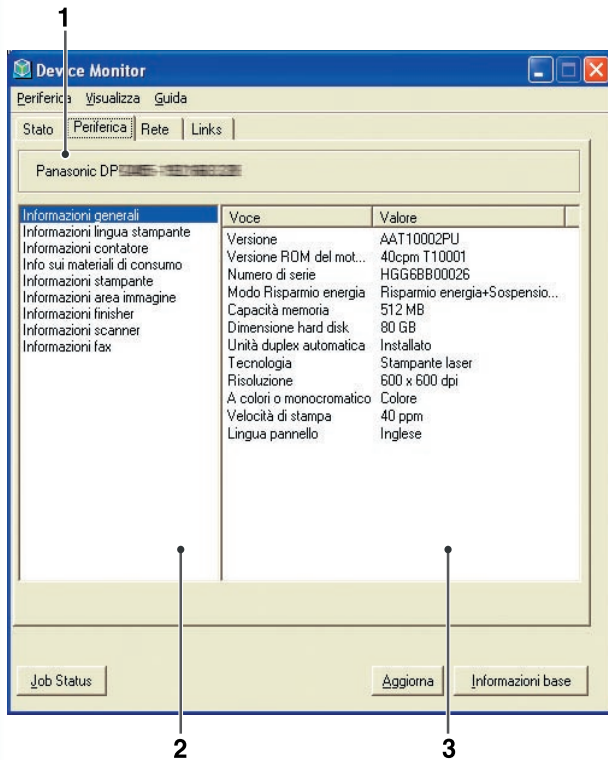 1
Device Monitor
Periferica Visualizza Guida
Stato Periferica Rete Links
Panasonic DP
Informazioni generali
Informazioni lingua stampante
Informazioni contatore
Info sui materiali di consumo
Informazioni stampante
Informazioni area immagine
Informazioni finisher
Informazioni scanner
Informazioni fax
Voce Valore
Versione AAT10002PU
Versione ROM del mot... 40cpm T10001
Numero di serie HGG6BB00026
Modo Risparmio energia Risparmio energia+Sospensio...
Capacità memoria 512 MB
Dimensione hard disk 80 GB
Unità duplex automatica Installato
Tecnologia Stampante laser
Risoluzione 600 x 600 dpi
A colori o monocromatico Colore
Velocità di stampa 40 ppm
Lingua pannello Inglese
Job Status Aggiorna Informazioni base
2 3